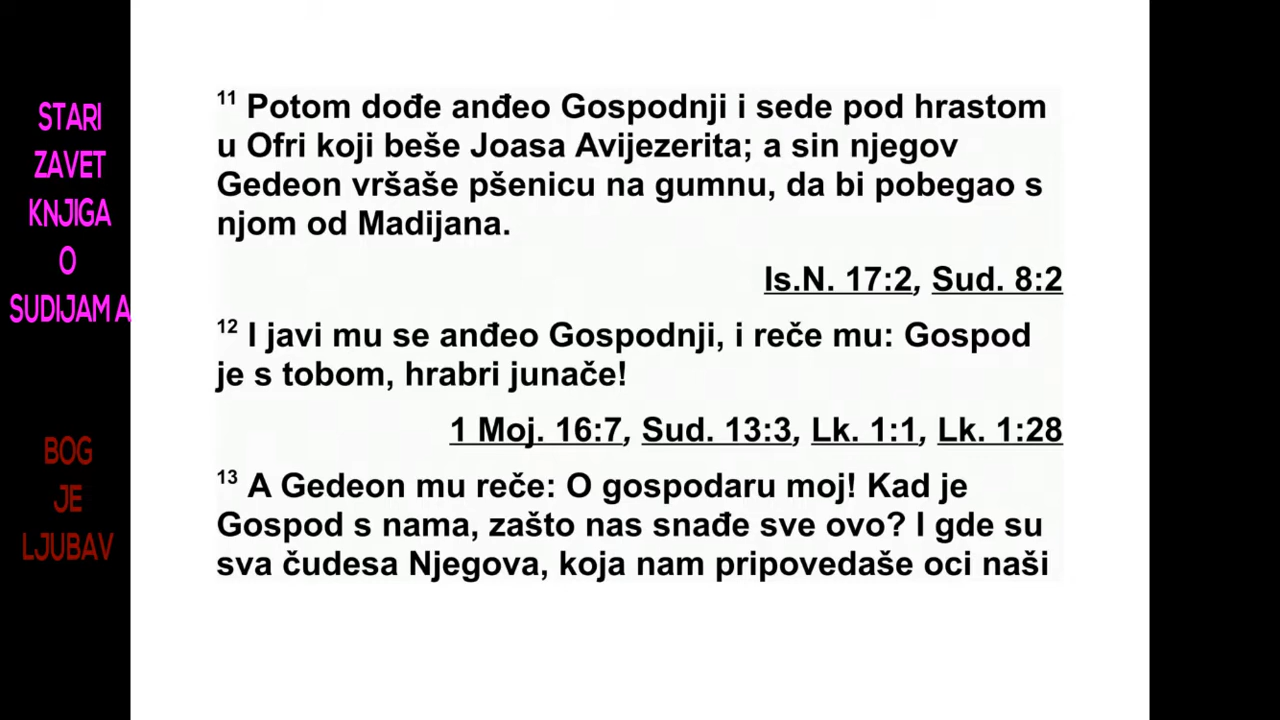 STARI
ZAVET
KNJIGA
O
SUDIJAMA
BOG
JE
LJUBAV
11 Potom dođe anđeo Gospodnji i sede pod hrastom
u Ofri koji beše Joasa Avijezerita; a sin njegov
Gedeon vršaše pšenicu na gumnu, da bi pobegao s
njom od Madijana.
Is.N. 17:2, Sud. 8:2
12 I javi mu se anđeo Gospodnji, i reče mu: Gospod
je s tobom, hrabri junače!
1 Moj. 16:7, Sud. 13:3, Lk. 1:1, Lk. 1:28
13 A Gedeon mu reče: O gospodaru moj! Kad je
Gospod s nama, zašto nas snađe sve ovo? I gde su
sva čudesa Njegova, koja nam pripovedaše oci naši